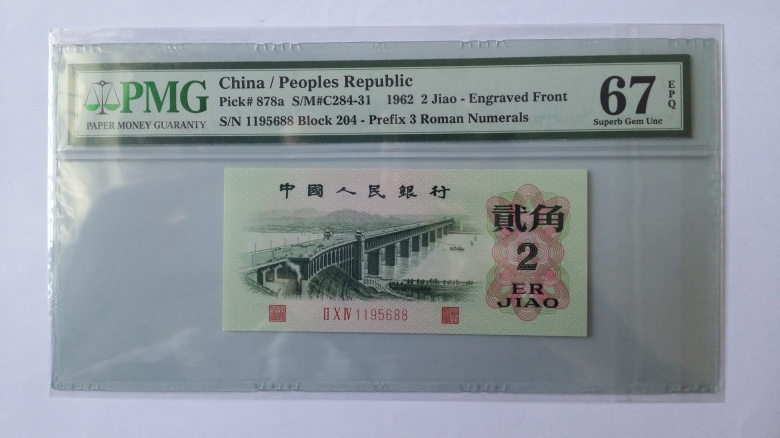 PMG
PAPER MONEY GUARANTY
China / Peoples Republic
Pick# 878a S/M#C284-31 1962 2 Jiao - Engraved Front
S/N 1195688 Block 204 - Prefix 3 Roman Numerals
67
EPQ
Superb Gem Unc
中國人民銀行
貳角
2
ER
JIAO
ⅡⅩⅣ 1195688